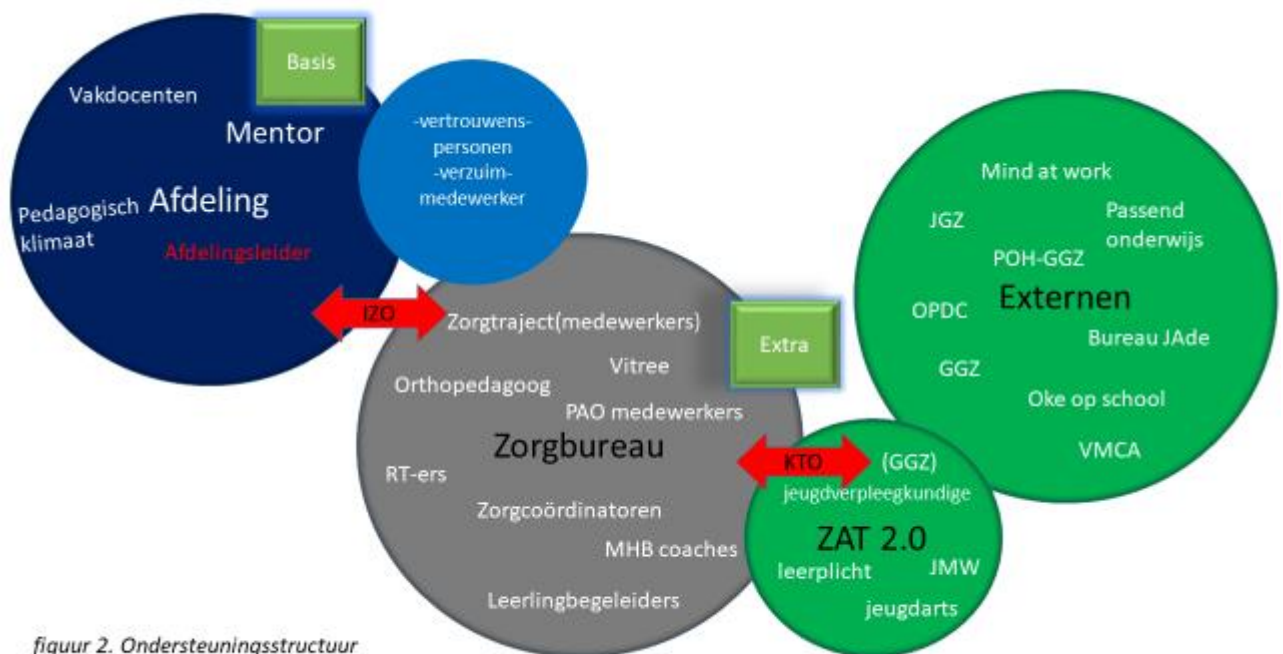 Basis
Vakdocenten
Mentor
Afdeling
Pedagogisch
klimaat
Afdelingsleider
-vertrouwens-
personen
-verzuim-
medewerker
IZO
Zorgtraject(medewerkers)
Extra
Vitree
Orthopedagoog
PAO medewerkers
Zorgbureau
RT-ers
Zorgcoördinatoren
MHB coaches
Leerlingbegeleiders
KTO
(GGZ)
jeugdverpleegkundige
ZAT 2.0
leerplicht
JMW
jeugdarts
Mind at work
JGZ
Passend
onderwijs
POH-GGZ
Externen
OPDC
Bureau JAde
GGZ
Oke op school
VMCA
figuur 2. Ondersteuningsstructuur